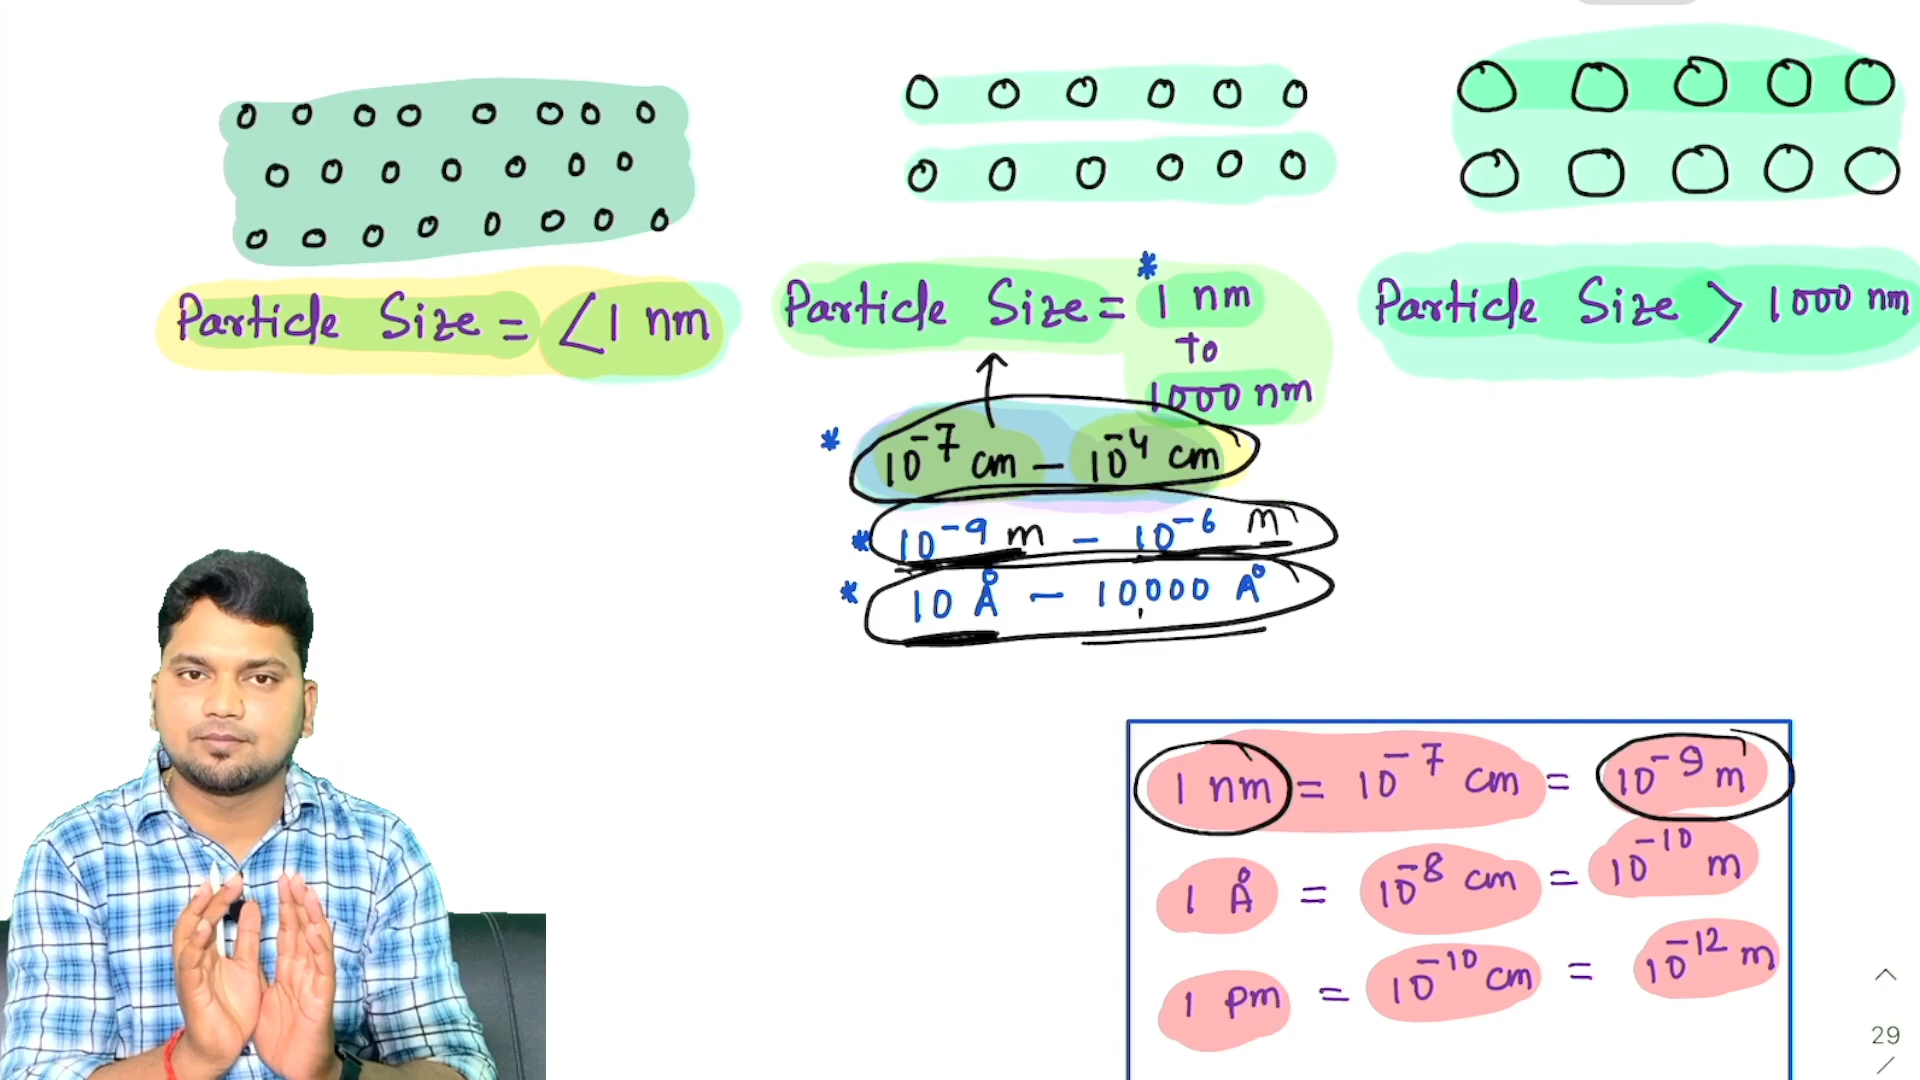 Particle Size = <1 nm
Particle Size = * 1 nm
to
1000 nm
Particle Size > 1000 nm
* 10⁻⁷ cm – 10⁻⁴ cm
* 10⁻⁹ m – 10⁻⁶ m
* 10 Å – 10,000 A°
1 nm = 10⁻⁷ cm = 10⁻⁹ m
1 Å = 10⁻⁸ cm = 10⁻¹⁰ m
1 pm = 10⁻¹⁰ cm = 10⁻¹² m
29